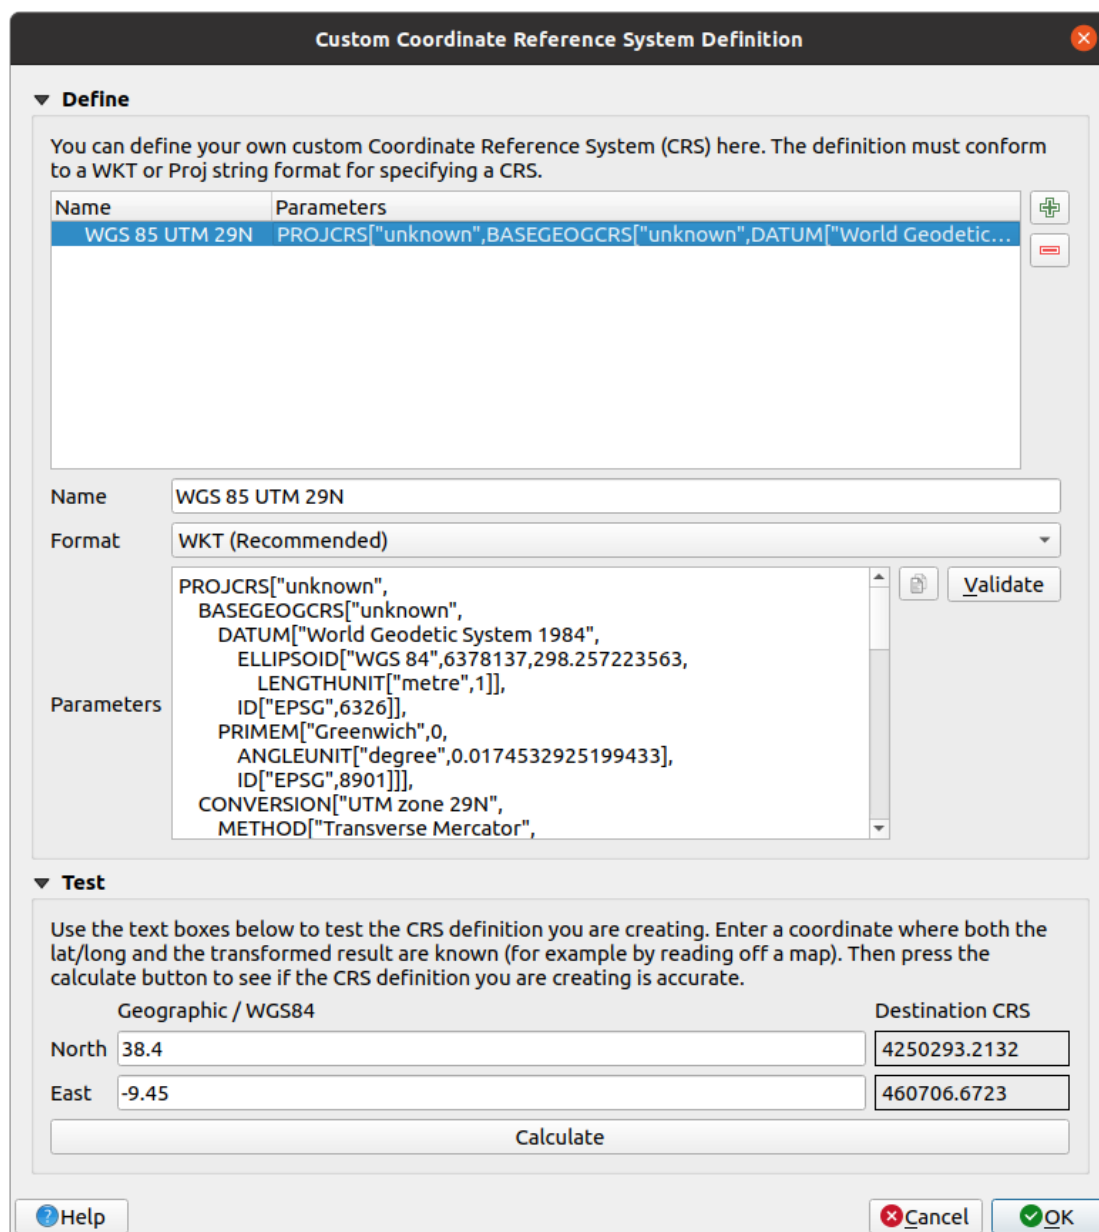 Custom Coordinate Reference System Definition
Define
You can define your own custom Coordinate Reference System (CRS) here. The definition must conform
to a WKT or Proj string format for specifying a CRS.
Name Parameters
WGS 85 UTM 29N PROJCRS["unknown",BASEGEOGCRS["unknown",DATUM["World Geodetic...
Name WGS 85 UTM 29N
Format WKT (Recommended)
PROJCRS["unknown",
Validate
BASEGEOGCRS["unknown",
DATUM["World Geodetic System 1984",
ELLIPSOID["WGS 84",6378137,298.257223563,
LENGTHUNIT["metre",1]],
Parameters
ID["EPSG",6326]],
PRIMEM["Greenwich",0,
ANGLEUNIT["degree",0.0174532925199433],
ID["EPSG",8901]]],
CONVERSION["UTM zone 29N",
METHOD["Transverse Mercator",
Test
Use the text boxes below to test the CRS definition you are creating. Enter a coordinate where both the
lat/long and the transformed result are known (for example by reading off a map). Then press the
calculate button to see if the CRS definition you are creating is accurate.
Geographic / WGS84 Destination CRS
North 38.4 4250293.2132
East -9.45 460706.6723
Calculate
Help Cancel OK